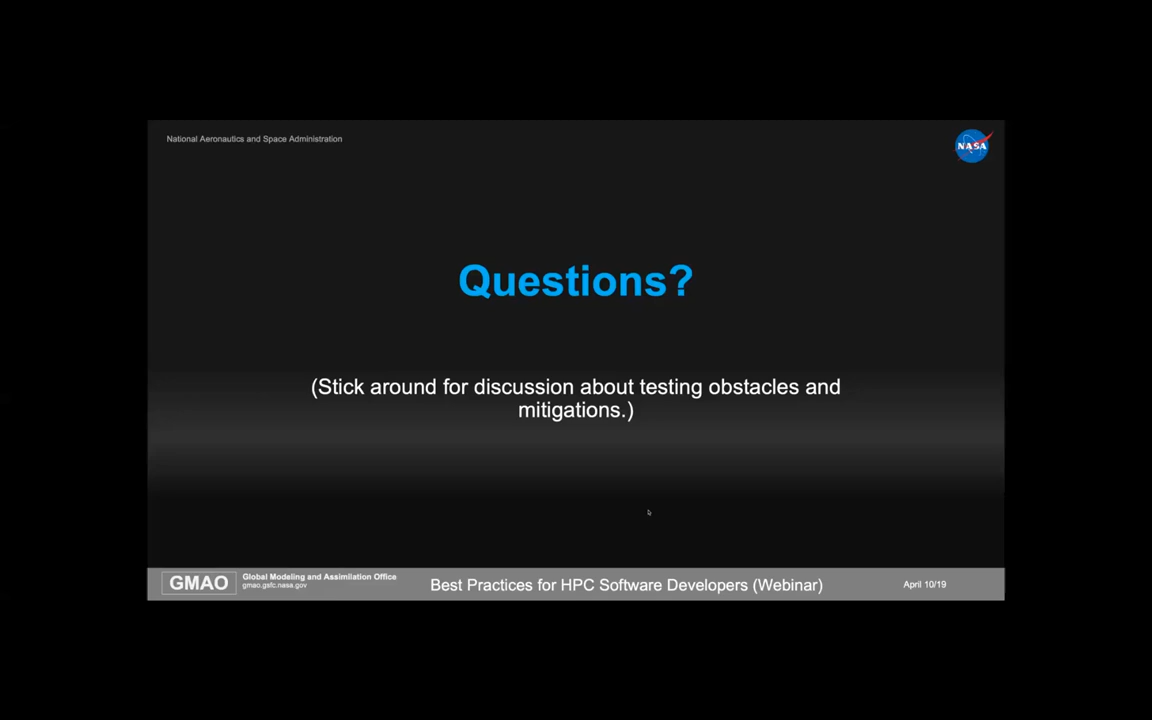 National Aeronautics and Space Administration
NASA
Questions?
(Stick around for discussion about testing obstacles and
mitigations.)
GMAO
Global Modeling and Assimilation Office
gmao.gsfc.nasa.gov
Best Practices for HPC Software Developers (Webinar)
April 10/19